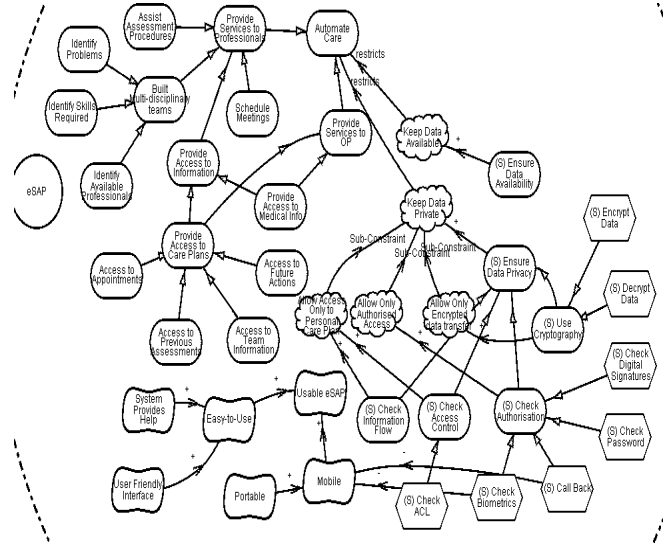 Assist Assessment
Procedures
Provide Services to
Professionals
Automate
Care
restricts
restricts
Identify
Problems
Built
Multi-disciplinary
teams
Identify Skills
Required
Schedule
Meetings
Provide
Services to
OP
Keep Data
Available
+
(S) Ensure
Data
Availability
Identify
Available
Professionals
eSAP
Provide
Access to
Information
Provide
Access to
Medical Info
Keep Data
Private
(S) Encrypt
Data
Provide
Access to
Care Plans
Sub-Constraint
Sub-Constraint
Sub-Constraint
+
(S) Ensure
Data Privacy
Access to
Appointments
Access to
Future
Actions
(S) Decrypt
Data
Allow Access
Only to
Personal
Care Plan
Allow Only
Authorised
Access
Allow Only
Encrypted
data transfer
(S) Use
Cryptography
Access to
Previous
Assessments
Access to
Team
Information
(S) Check
Digital
Signatures
System
Provides
Help
+
Easy-to-Use
+
Usable eSAP
(S) Check
Information
Flow
(S) Check
Access
Control
(S) Check
Authorisation
(S) Check
Password
User Friendly
Interface
+
+
Portable
+
Mobile
-
(S) Check
ACL
(S) Check
Biometrics
(S) Call Back